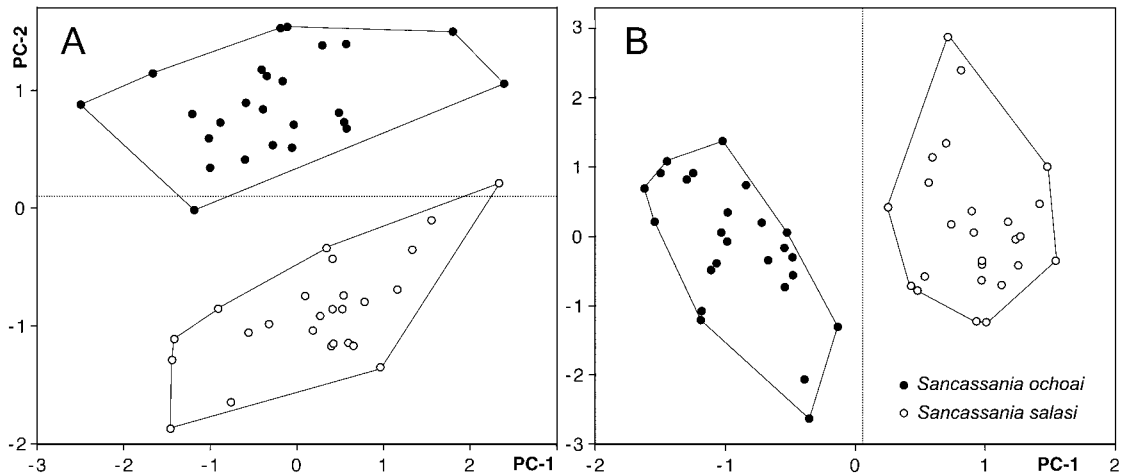 A
PC-2
1
0
-1
-2
-3 -2 -1 0 1 2 PC-1
B
3
2
1
0
-1
-2
-3
-2 -1 0 1 PC-1 2
Sancassania ochoai
Sancassania salasi